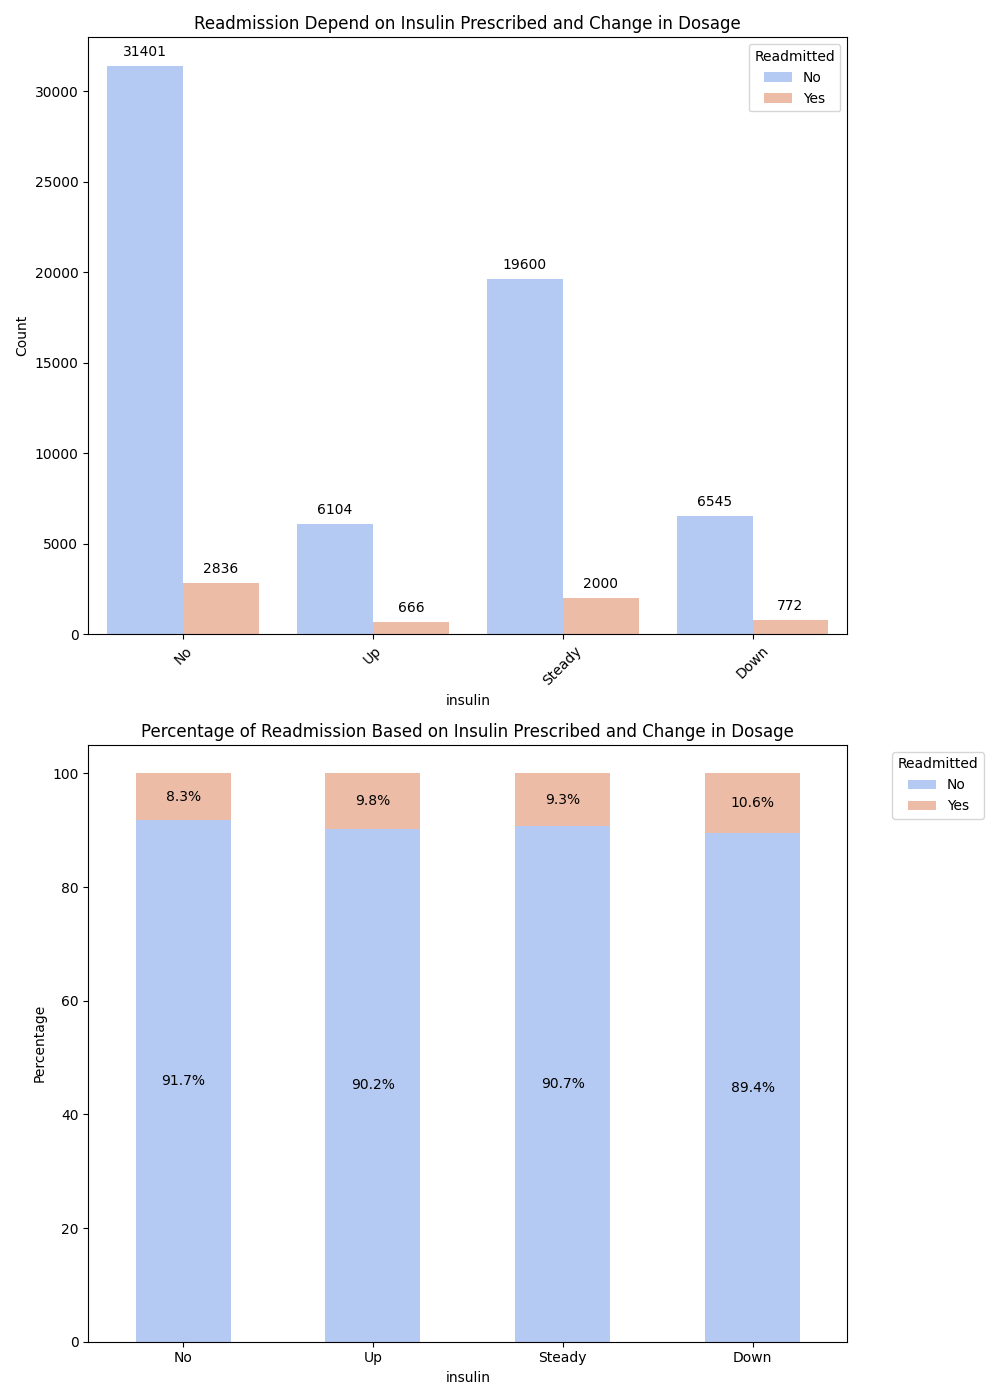 Readmission Depend on Insulin Prescribed and Change in Dosage
31401
2836
6104
666
19600
2000
6545
772
Readmitted
No
Yes
30000
25000
20000
15000
10000
5000
0
Count
No
Up
Steady
Down
insulin
Percentage of Readmission Based on Insulin Prescribed and Change in Dosage
Readmitted
No
Yes
100
80
60
40
20
0
Percentage
8.3%
9.8%
9.3%
10.6%
91.7%
90.2%
90.7%
89.4%
No
Up
Steady
Down
insulin